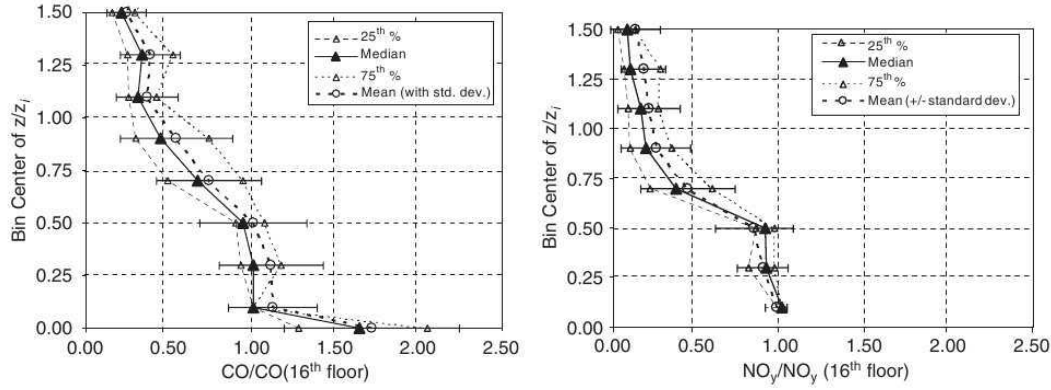 1.50
1.25
1.00
0.75
0.50
0.25
0.00
Bin Center of z/zi
0.00 0.50 1.00 1.50 2.00 2.50
CO/CO(16th floor)
25th %
Median
75th %
Mean (with std. dev.)
1.50
1.25
1.00
0.75
0.50
0.25
0.00
Bin Center of z/zi
0.00 0.50 1.00 1.50 2.00 2.50
NOy/NOy (16th floor)
25th %
Median
75th %
Mean (+/- standard dev.)